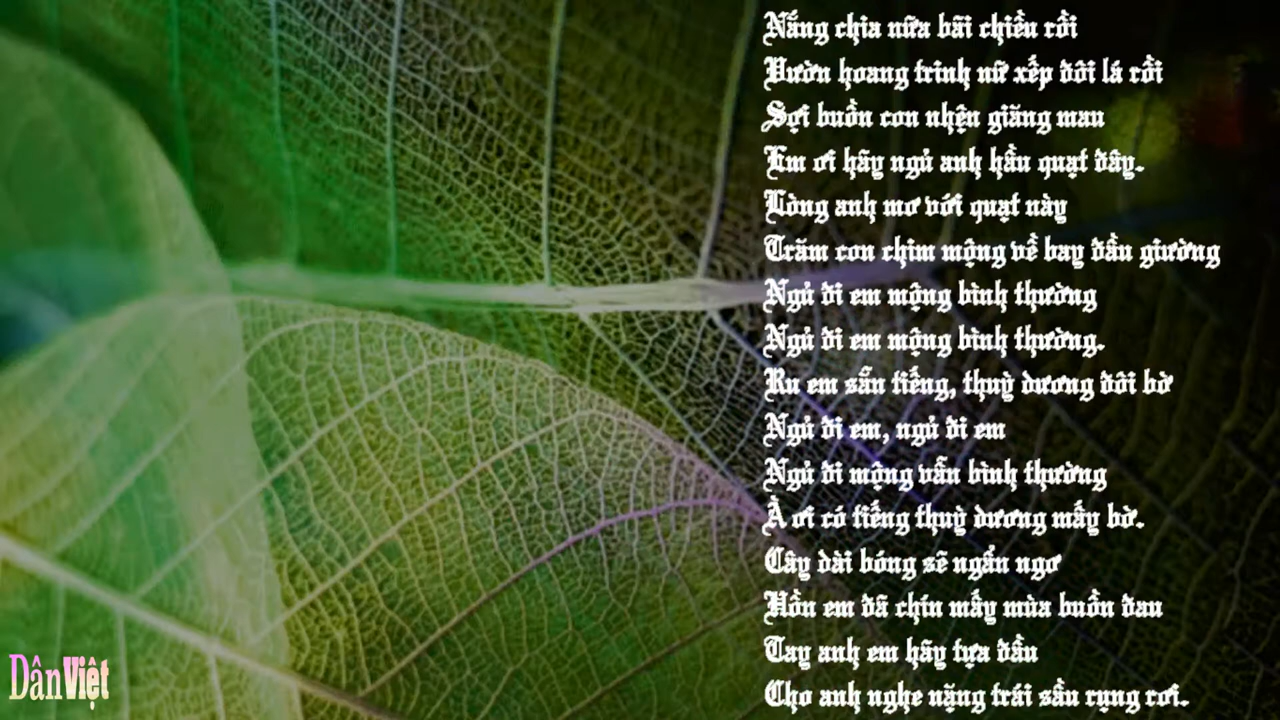 Nắng chia nữa bãi chiều rồi
Vườn hoang trinh nữ xếp đôi lá rồi
Sợi buồn con nhện giăng mau
Em ơi hãy ngủ anh hầu quạt đây.
Lòng anh mơ với quạt này
Trăm con chim mộng về bay đầu giường
Ngủ đi em mộng bình thường
Ngủ đi em mộng bình thường.
Ru em sẵn tiếng, thuỳ dương đôi bờ
Ngủ đi em, ngủ đi em
Ngủ đi mộng vẫn bình thường
À ơi có tiếng thuỳ dương mấy bờ.
Cây dài bóng sẽ ngẩn ngơ
Hồn em đã chín mấy mùa buồn đau
Tay anh em hãy tựa đầu
Cho anh nghe nặng trái sầu rụng rơi.
DânViệt